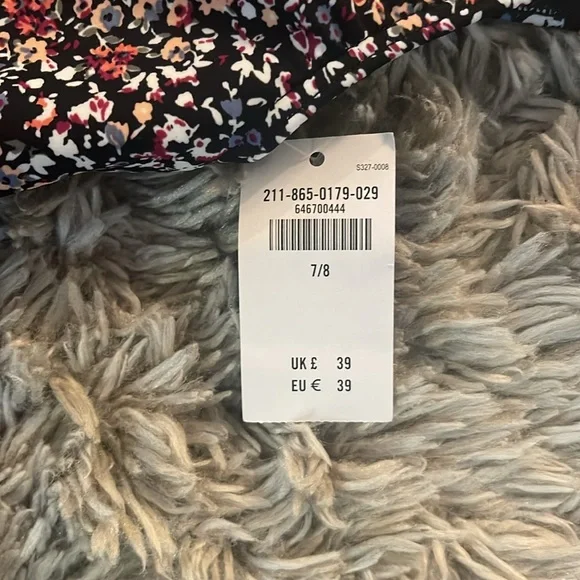 S327-0008
211-865-0179-029
646700444
7/8
UK £ 39
EU € 39